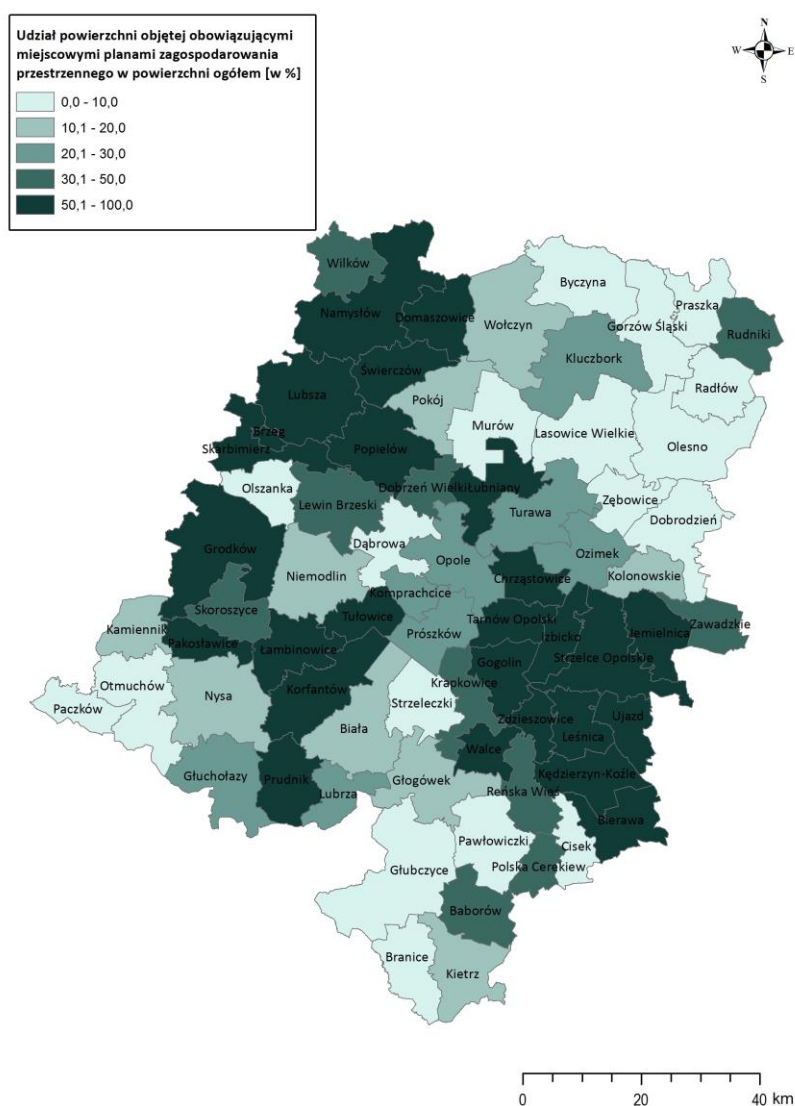 Udział powierzchni objętej obowiązującymi
miejscowymi planami zagospodarowania
przestrzennego w powierzchni ogółem [w %]
0,0 - 10,0
10,1 - 20,0
20,1 - 30,0
30,1 - 50,0
50,1 - 100,0
N
W E
S
Wilków
Byczyna
Praszka
Namysłów
Domaszowice
Wołczyn
Gorzów Śląski
Rudniki
Kluczbork
Świerczów
Radłów
Lubsza
Pokój
Murów
Lasowice Wielkie
Olesno
Brzeg
Skarbimierz
Popielów
Olszanka
Lewin Brzeski
Dobrzeń Wielki
Łubniany
Zębowice
Turawa
Dobrodzień
Dąbrowa
Grodków
Opole
Ozimek
Niemodlin
Chrząstowice
Kolonowskie
Komprachcice
Skoroszyce
Tułowice
Tarnów Opolski
Zawadzkie
Kamiennik
Prószków
Izbicko
Jemielnica
Pakosławice
Łambinowice
Strzelce Opolskie
Gogolin
Otmuchów
Krapkowice
Korfantów
Nysa
Strzeleczki
Paczków
Zdzieszowice
Ujazd
Biała
Leśnica
Walce
Głuchołazy
Prudnik
Głogówek
Kędzierzyn-Koźle
Lubrza
Reńska Wieś
Bierawa
Pawłowiczki
Cisek
Głubczyce
Polska Cerekiew
Baborów
Branice
Kietrz
0 20 40 km